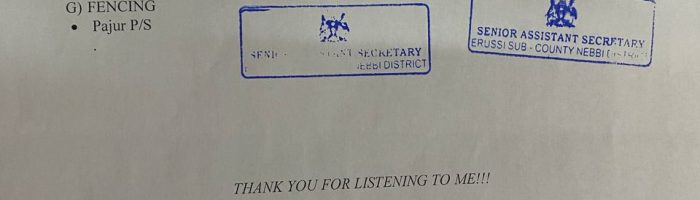 G) FENCING
• Pajur P/S
SECRETARY
DISTRICT
SENIOR ASSISTANT SECRETARY
ERUSSI SUB - COUNTY NEBBI
THANK YOU FOR LISTENING TO ME!!!